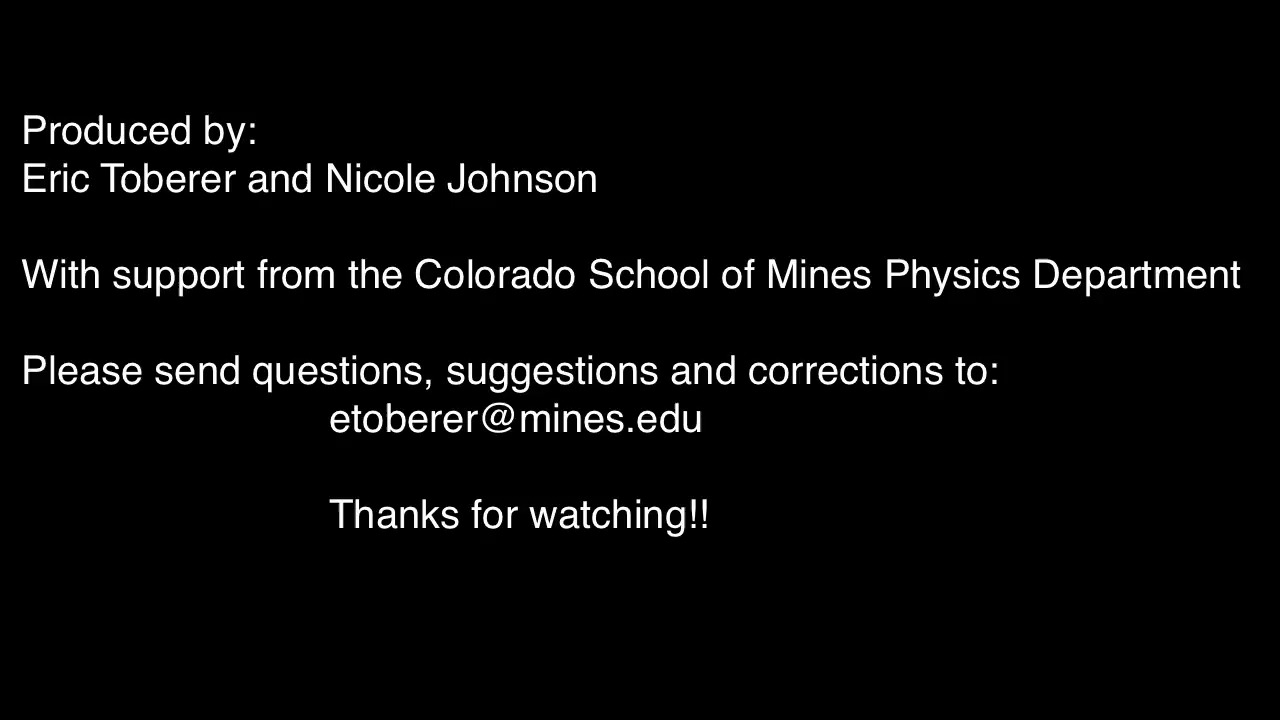 Produced by:
Eric Toberer and Nicole Johnson
With support from the Colorado School of Mines Physics Department
Please send questions, suggestions and corrections to:
etoberer@mines.edu
Thanks for watching!!